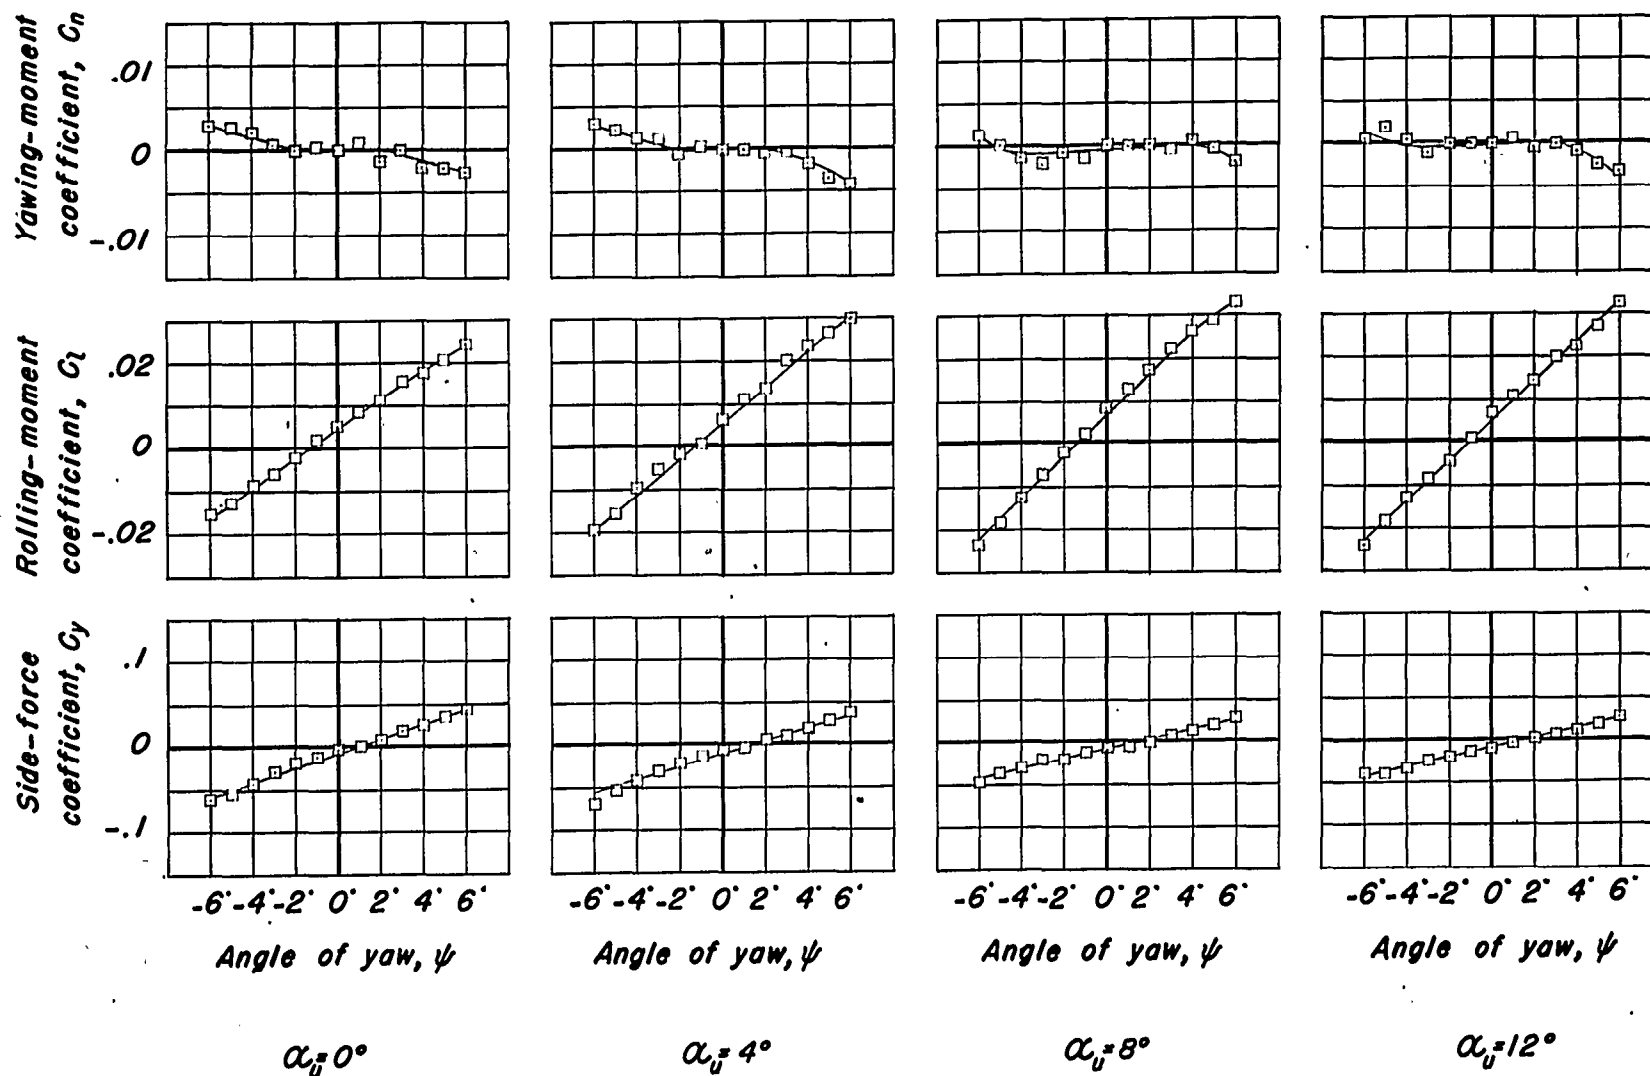 Yawing-moment
coefficient, Cn
.01
0
-.01
Rolling-moment
coefficient, Cl
.02
0
-.02
Side-force
coefficient, Cy
.1
0
-.1
-6° -4° -2° 0° 2° 4° 6°
-6° -4° -2° 0° 2° 4° 6°
-6° -4° -2° 0° 2° 4° 6°
-6° -4° -2° 0° 2° 4° 6°
Angle of yaw, ψ
Angle of yaw, ψ
Angle of yaw, ψ
Angle of yaw, ψ
αu=0°
αu=4°
αu=8°
αu=12°